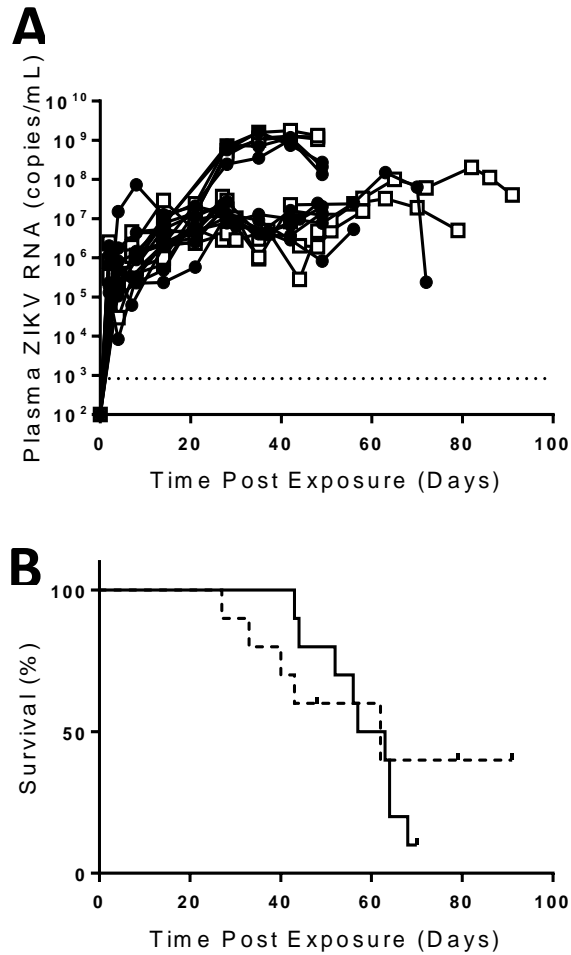 A
Plasma ZIKV RNA (copies/mL)
10^10
10^9
10^8
10^7
10^6
10^5
10^4
10^3
10^2
0 20 40 60 80 100
Time Post Exposure (Days)
B
Survival (%)
100
50
0
0 20 40 60 80 100
Time Post Exposure (Days)